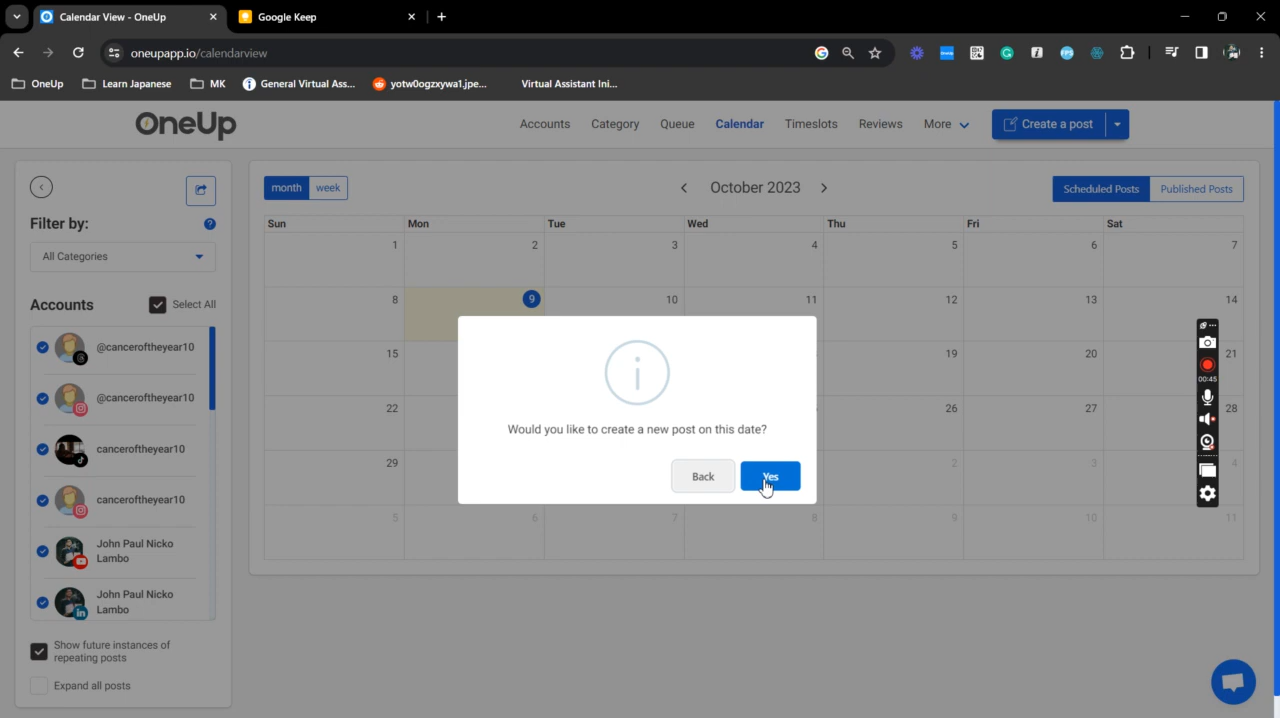 Calendar View - OneUp
Google Keep
oneupapp.io/calendarview
OneUp
Learn Japanese
MK
General Virtual Ass...
yotw0ogzxywa1.jpe...
Virtual Assistant Ini...
OneUp
Accounts
Category
Queue
Calendar
Timeslots
Reviews
More
Create a post
month
week
October 2023
Scheduled Posts
Published Posts
Filter by:
All Categories
Accounts
Select All
@canceroftheyear10
@canceroftheyear10
canceroftheyear10
canceroftheyear10
John Paul Nicko
Lambo
John Paul Nicko
Lambo
Show future instances of
repeating posts
Expand all posts
Sun Mon Tue Wed Thu Fri Sat
1 2 3 4 5 6 7
8 9 10 11 12 13 14
15 19 20 21
22 26 27 28
29 2 3 4
5 6 7 8 9 10 11
Would you like to create a new post on this date?
Back
Yes
00:45